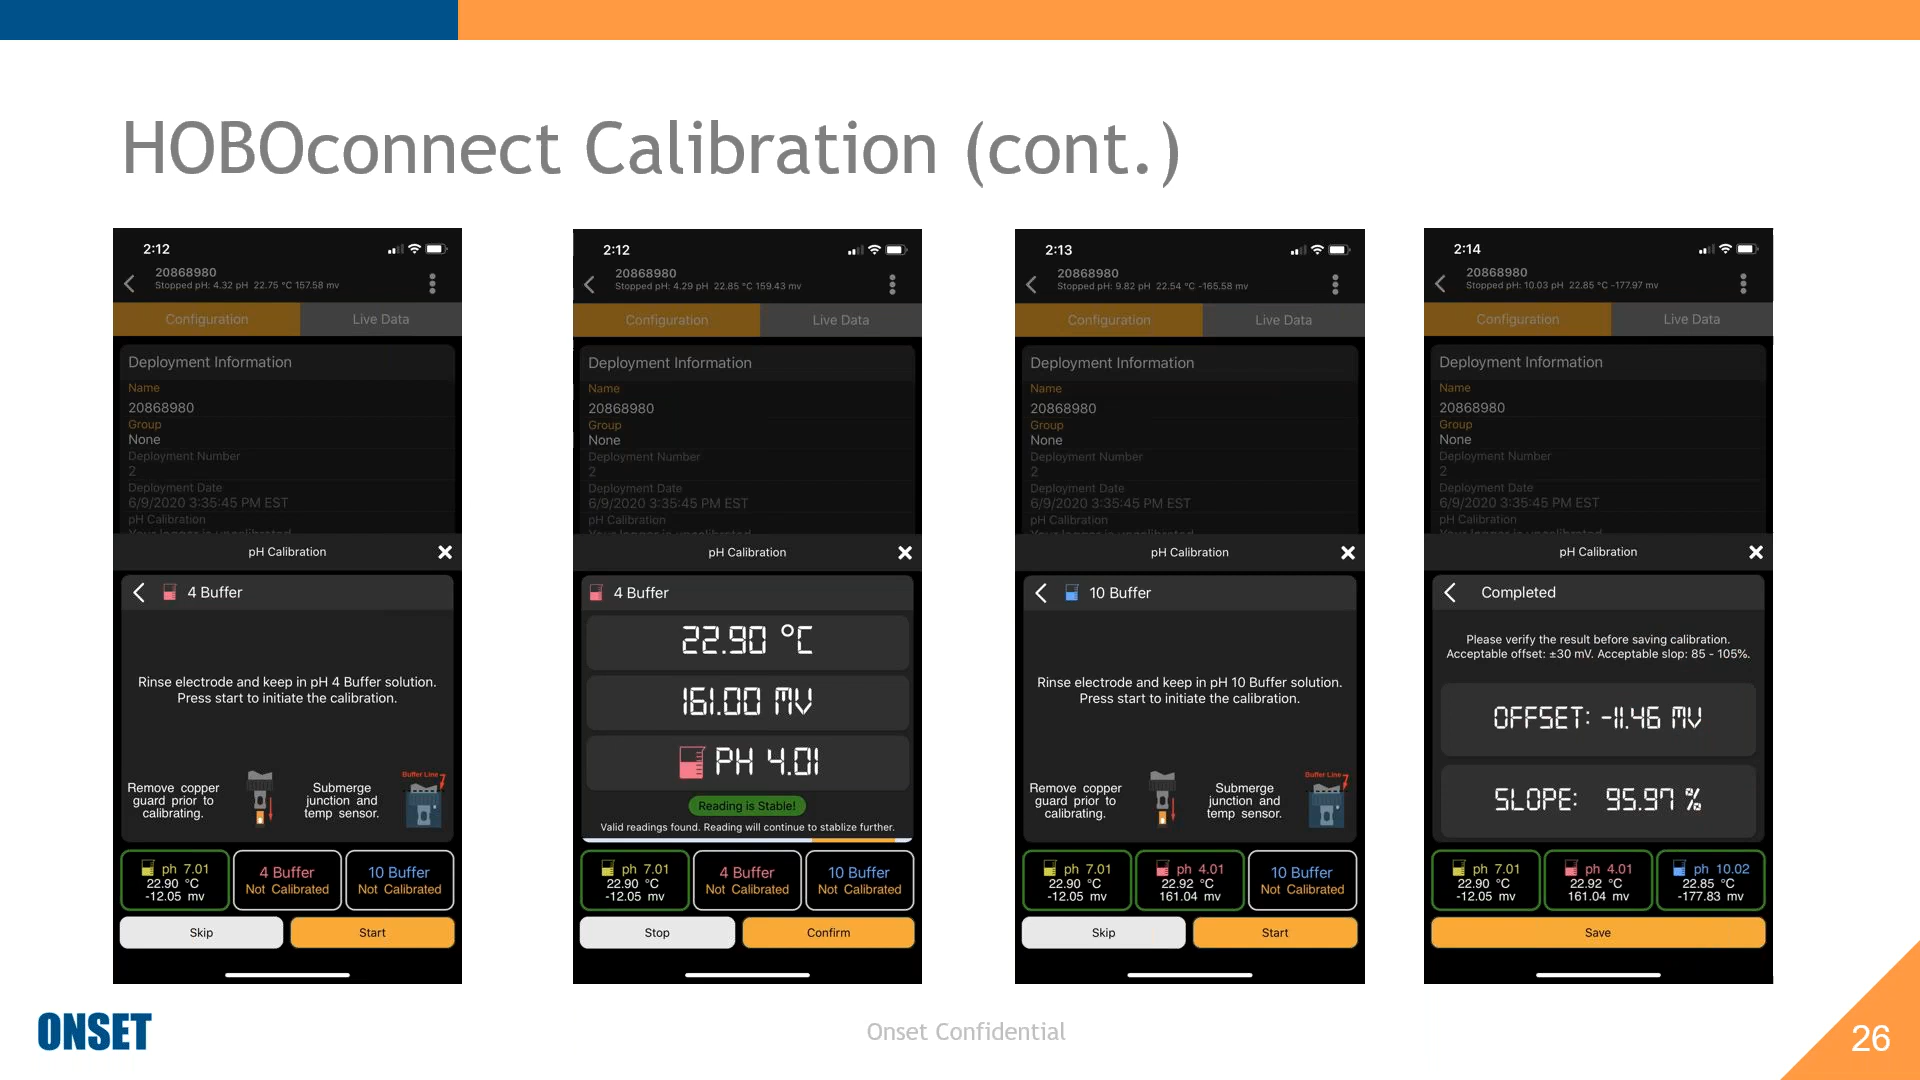 HOBOconnect Calibration (cont.)
2:12
20868980
Stopped pH: 4.32 pH 22.75 °C 157.58 mv
Configuration
Live Data
Deployment Information
Name
20868980
Group
None
Deployment Number
2
Deployment Date
6/9/2020 3:35:45 PM EST
pH Calibration
pH Calibration
4 Buffer
Rinse electrode and keep in pH 4 Buffer solution.
Press start to initiate the calibration.
Remove copper
guard prior to
calibrating.
Submerge
junction and
temp sensor.
Buffer Line
ph 7.01
22.90 °C
-12.05 mv
4 Buffer
Not Calibrated
10 Buffer
Not Calibrated
Skip
Start
2:12
20868980
Stopped pH: 4.29 pH 22.85 °C 159.43 mv
Configuration
Live Data
Deployment Information
Name
20868980
Group
None
Deployment Number
2
Deployment Date
6/9/2020 3:35:45 PM EST
pH Calibration
pH Calibration
4 Buffer
22.90 °C
161.00 MV
PH 4.01
Reading is Stable!
Valid readings found. Reading will continue to stablize further.
ph 7.01
22.90 °C
-12.05 mv
4 Buffer
Not Calibrated
10 Buffer
Not Calibrated
Stop
Confirm
2:13
20868980
Stopped pH: 9.82 pH 22.54 °C -165.58 mv
Configuration
Live Data
Deployment Information
Name
20868980
Group
None
Deployment Number
2
Deployment Date
6/9/2020 3:35:45 PM EST
pH Calibration
pH Calibration
10 Buffer
Rinse electrode and keep in pH 10 Buffer solution.
Press start to initiate the calibration.
Remove copper
guard prior to
calibrating.
Submerge
junction and
temp sensor.
Buffer Line
ph 7.01
22.90 °C
-12.05 mv
ph 4.01
22.92 °C
161.04 mv
10 Buffer
Not Calibrated
Skip
Start
2:14
20868980
Stopped pH: 10.03 pH 22.85 °C -177.97 mv
Configuration
Live Data
Deployment Information
Name
20868980
Group
None
Deployment Number
2
Deployment Date
6/9/2020 3:35:45 PM EST
pH Calibration
pH Calibration
Completed
Please verify the result before saving calibration.
Acceptable offset: ±30 mV. Acceptable slop: 85 - 105%.
OFFSET: -11.46 MV
SLOPE: 95.97 %
ph 7.01
22.90 °C
-12.05 mv
ph 4.01
22.92 °C
161.04 mv
ph 10.02
22.85 °C
-177.83 mv
Save
ONSET
Onset Confidential
26